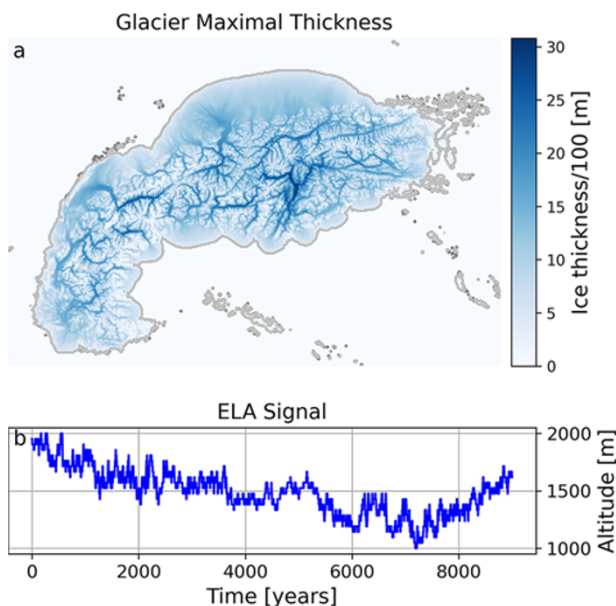 Glacier Maximal Thickness
a
30
25
20
15
10
5
0
Ice thickness/100 [m]
ELA Signal
b
2000
1500
1000
Altitude [m]
0 2000 4000 6000 8000
Time [years]